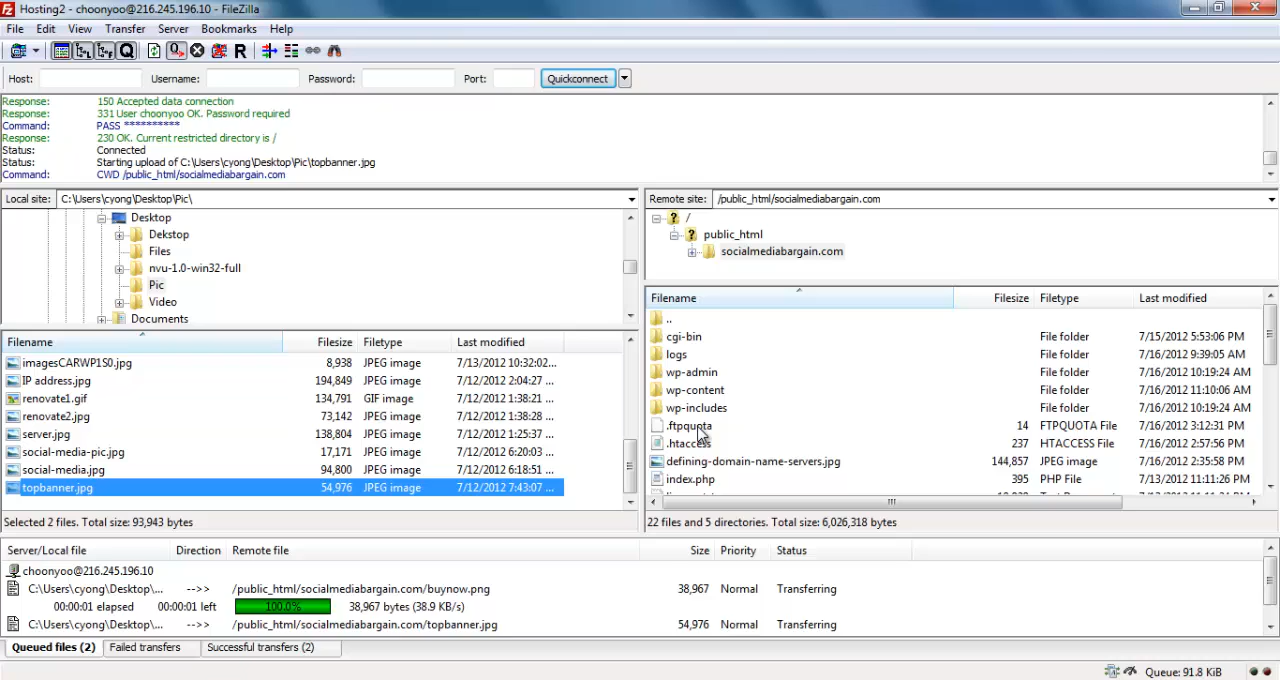 Hosting2 - choonyoo@216.245.196.10 - FileZilla
File Edit View Transfer Server Bookmarks Help
Host: Username: Password: Port: Quickconnect
Response: 150 Accepted data connection
Response: 331 User choonyoo OK. Password required
Command: PASS **********
Response: 230 OK. Current restricted directory is /
Status: Connected
Status: Starting upload of C:\Users\cyong\Desktop\Pic\topbanner.jpg
Command: CWD /public_html/socialmediabargain.com
Local site: C:\Users\cyong\Desktop\Pic\
Desktop
Dekstop
Files
nvu-1.0-win32-full
Pic
Video
Documents
Filename Filesize Filetype Last modified
imagesCARWP1S0.jpg 8,938 JPEG image 7/13/2012 10:32:02...
IP address.jpg 194,849 JPEG image 7/12/2012 2:04:27 ...
renovate1.gif 134,791 GIF image 7/12/2012 1:38:21 ...
renovate2.jpg 73,142 JPEG image 7/12/2012 1:38:28 ...
server.jpg 138,804 JPEG image 7/12/2012 1:25:37 ...
social-media-pic.jpg 17,171 JPEG image 7/12/2012 6:20:03 ...
social-media.jpg 94,800 JPEG image 7/12/2012 6:18:51 ...
topbanner.jpg 54,976 JPEG image 7/12/2012 7:43:07 ...
Selected 2 files. Total size: 93,943 bytes
Remote site: /public_html/socialmediabargain.com
/
public_html
socialmediabargain.com
Filename Filesize Filetype Last modified
..
cgi-bin File folder 7/15/2012 5:53:06 PM
logs File folder 7/16/2012 9:39:05 AM
wp-admin File folder 7/16/2012 10:19:24 AM
wp-content File folder 7/16/2012 11:10:06 AM
wp-includes File folder 7/16/2012 10:19:24 AM
.ftpquota 14 FTPQUOTA File 7/16/2012 3:12:31 PM
.htaccess 237 HTACCESS File 7/16/2012 2:57:56 PM
defining-domain-name-servers.jpg 144,857 JPEG image 7/16/2012 2:35:58 PM
index.php 395 PHP File 7/13/2012 11:11:26 PM
22 files and 5 directories. Total size: 6,026,318 bytes
Server/Local file Direction Remote file Size Priority Status
choonyoo@216.245.196.10
C:\Users\cyong\Desktop\... -->> /public_html/socialmediabargain.com/buynow.png 38,967 Normal Transferring
00:00:01 elapsed 00:00:01 left 100.0% 38,967 bytes (38.9 KB/s)
C:\Users\cyong\Desktop\... -->> /public_html/socialmediabargain.com/topbanner.jpg 54,976 Normal Transferring
Queued files (2) Failed transfers Successful transfers (2)
Queue: 91.8 KiB